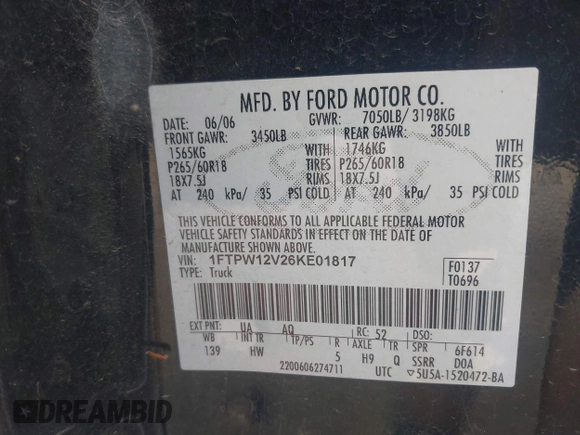 MFD. BY FORD MOTOR CO.
DATE: 06/06 GVWR: 7050LB/ 3198KG
FRONT GAWR: 3450LB REAR GAWR: 3850LB
1565KG 1746KG
P265/60R18 TIRES P265/60R18 TIRES
18X7.5J RIMS 18X7.5J RIMS
AT 240 kPa/ 35 PSI COLD AT 240 kPa/ 35 PSI COLD
THIS VEHICLE CONFORMS TO ALL APPLICABLE FEDERAL MOTOR
VEHICLE SAFETY STANDARDS IN EFFECT ON THE DATE OF
MANUFACTURE SHOWN ABOVE.
VIN: 1FTPW12V26KE01817 F0137
TYPE: Truck T0696
EXT PNT: UA AQ RC: 52 DSO:
WB INT TR TP/PS R AXLE TR SPR 6F614
139 HW 5 H9 Q SSRR DOA
2200606274711 UTC ▽5U5A-1520472-BA
DREAMBID